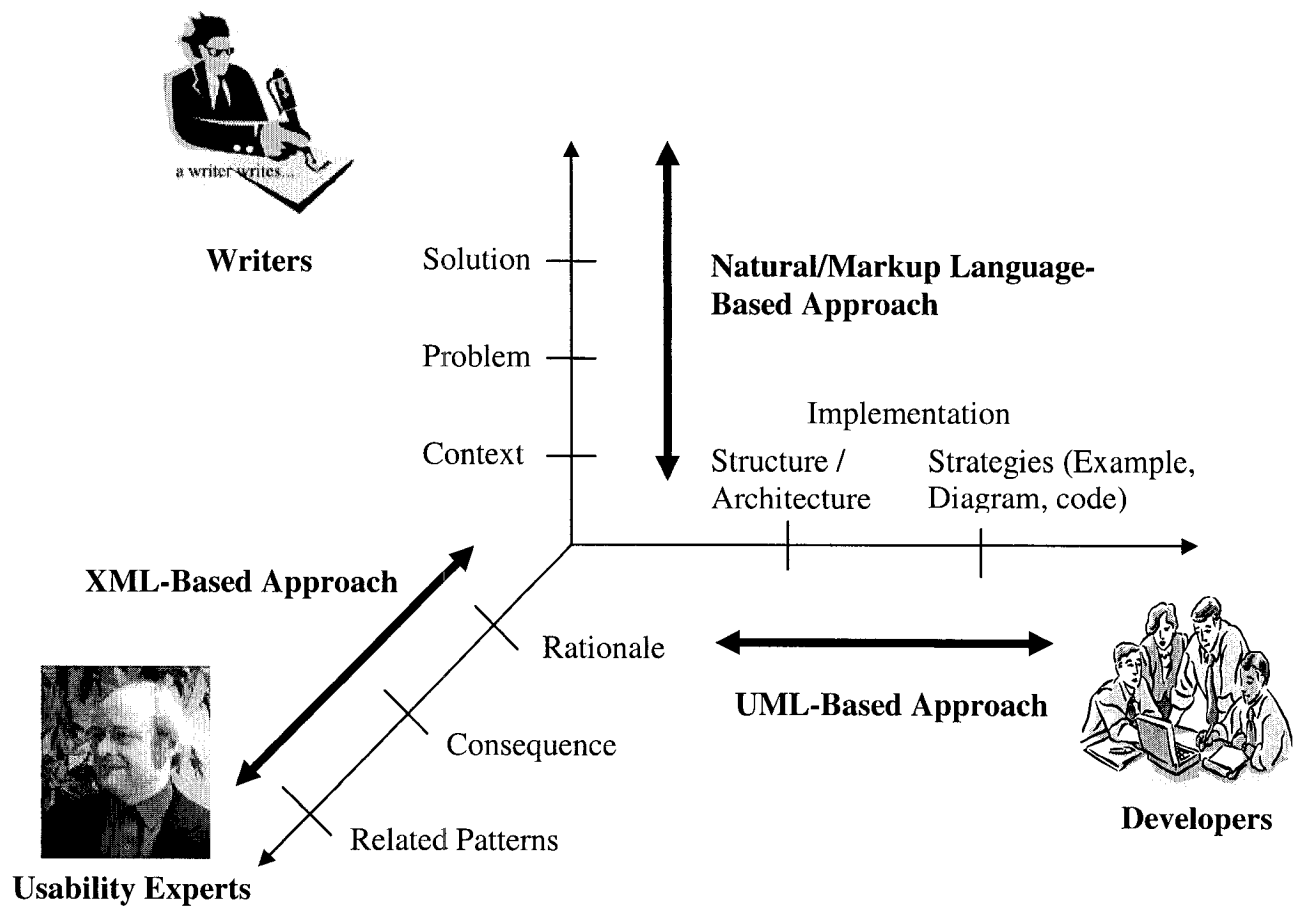 a writer writes...
Writers
Solution
Natural/Markup Language-
Based Approach
Problem
Implementation
Context
Structure /
Architecture
Strategies (Example,
Diagram, code)
XML-Based Approach
Rationale
UML-Based Approach
Consequence
Related Patterns
Developers
Usability Experts